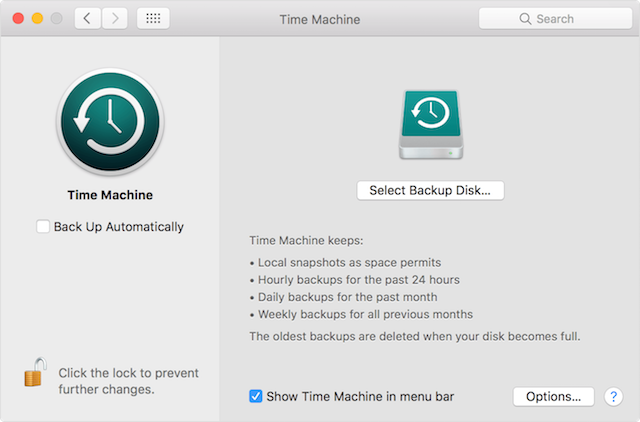 Time Machine
Search
Time Machine
Back Up Automatically
Select Backup Disk...
Time Machine keeps:
• Local snapshots as space permits
• Hourly backups for the past 24 hours
• Daily backups for the past month
• Weekly backups for all previous months
The oldest backups are deleted when your disk becomes full.
Click the lock to prevent
further changes.
Show Time Machine in menu bar
Options...
?